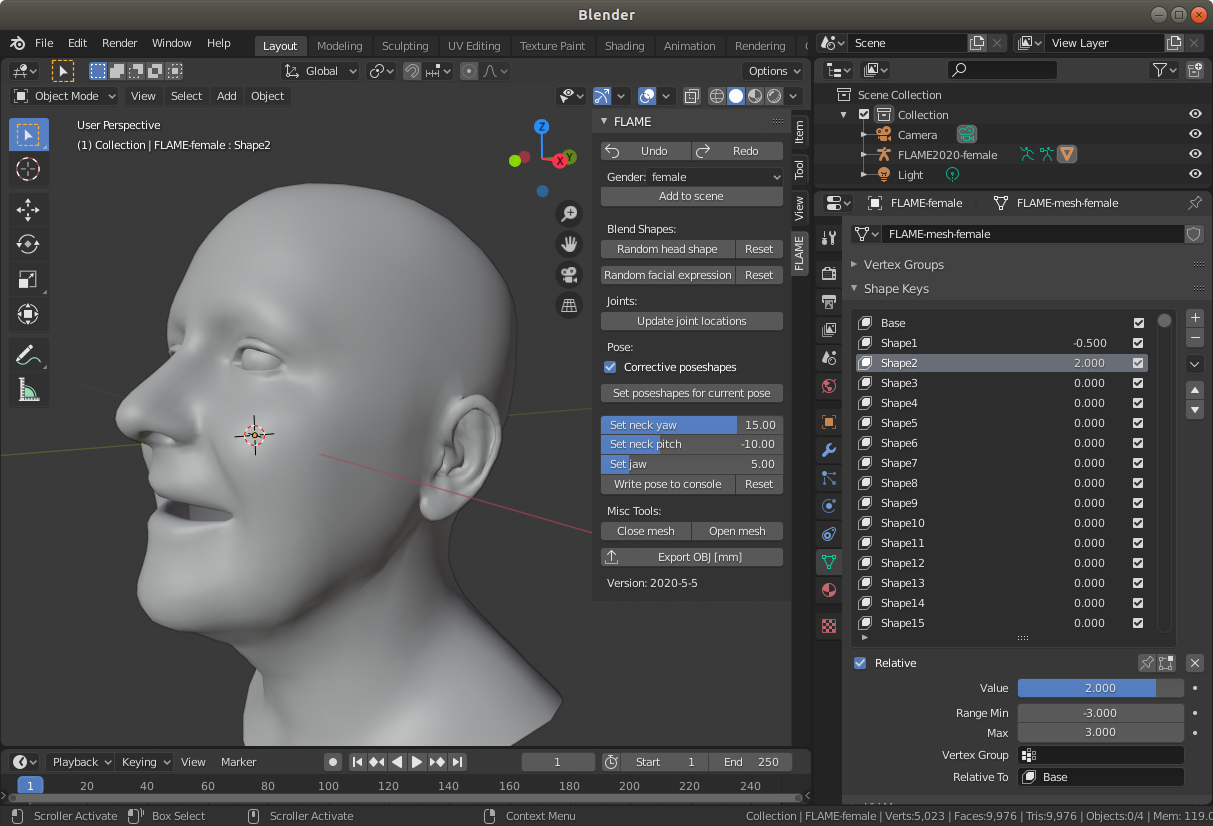 Blender
File Edit Render Window Help Layout Modeling Sculpting UV Editing Texture Paint Shading Animation Rendering Scene View Layer
Global Options
Object Mode View Select Add Object
User Perspective
(1) Collection | FLAME-female : Shape2
Z
X
Y
FLAME
Undo Redo
Gender: female
Add to scene
Blend Shapes:
Random head shape Reset
Random facial expression Reset
Joints:
Update joint locations
Pose:
Corrective poseshapes
Set poseshapes for current pose
Set neck yaw 15.00
Set neck pitch -10.00
Set jaw 5.00
Write pose to console Reset
Misc Tools:
Close mesh Open mesh
Export OBJ [mm]
Version: 2020-5-5
Item
Tool
View
FLAME
Scene Collection
Collection
Camera
FLAME2020-female
Light
FLAME-female FLAME-mesh-female
FLAME-mesh-female
Vertex Groups
Shape Keys
Base
Shape1 -0.500
Shape2 2.000
Shape3 0.000
Shape4 0.000
Shape5 0.000
Shape6 0.000
Shape7 0.000
Shape8 0.000
Shape9 0.000
Shape10 0.000
Shape11 0.000
Shape12 0.000
Shape13 0.000
Shape14 0.000
Shape15 0.000
Relative
Value 2.000
Range Min -3.000
Max 3.000
Vertex Group
Relative To Base
Playback Keying View Marker 1 Start 1 End 250
1 20 40 60 80 100 120 140 160 180 200 220 240
Scroller Activate Box Select Scroller Activate Context Menu Collection | FLAME-female | Verts:5,023 | Faces:9,976 | Tris:9,976 | Objects:0/4 | Mem: 119.0